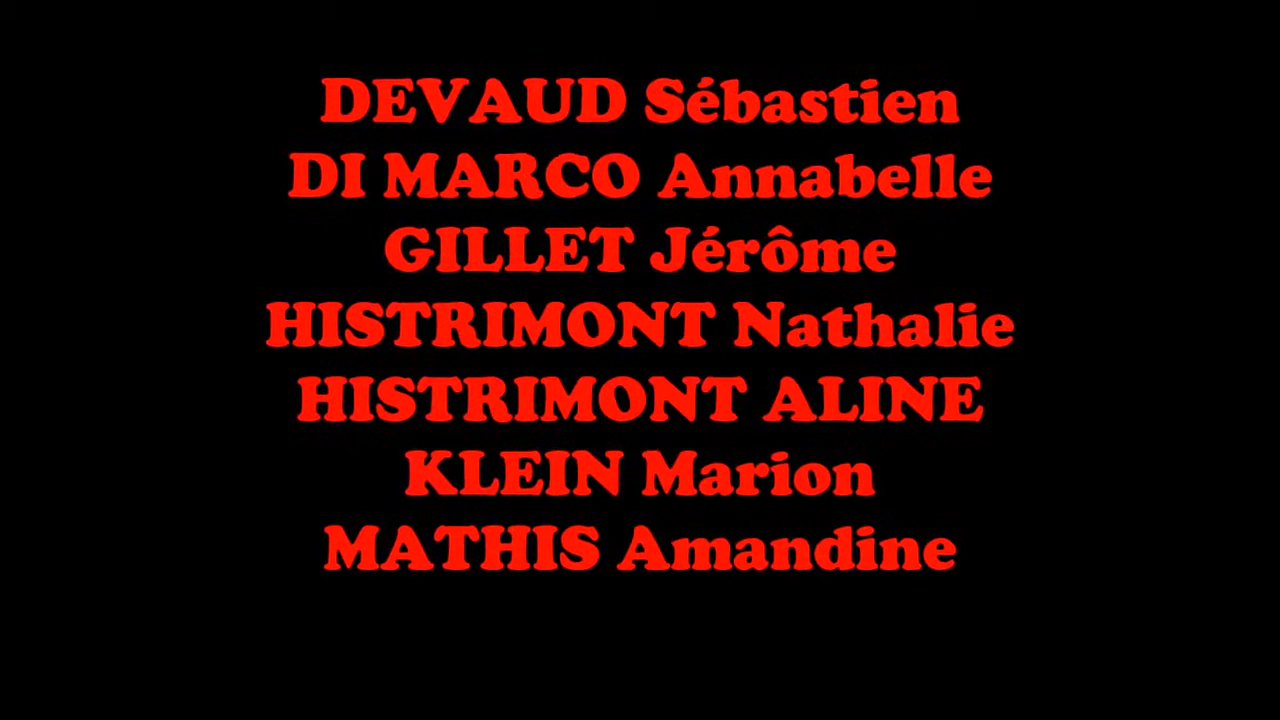 DEVAUD Sébastien
DI MARCO Annabelle
GILLET Jérôme
HISTRIMONT Nathalie
HISTRIMONT ALINE
KLEIN Marion
MATHIS Amandine